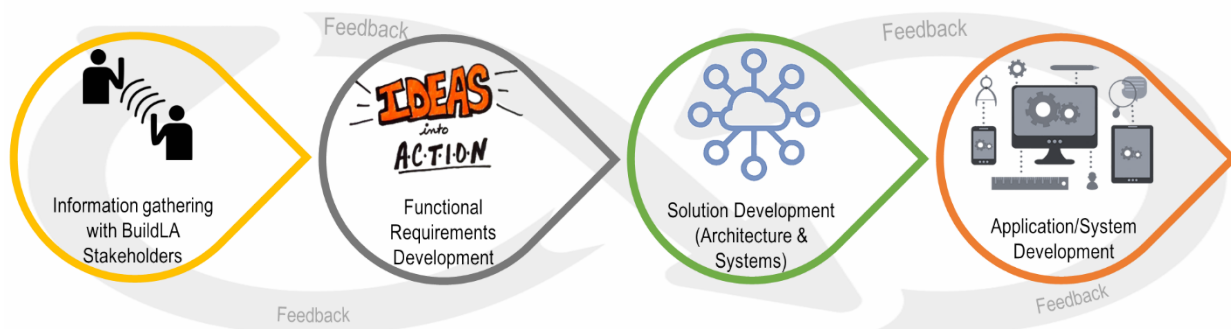 Feedback
Feedback
IDEAS
into
A.C.T.I.O.N
Information gathering
with BuildLA
Stakeholders
Functional
Requirements
Development
Solution Development
(Architecture &
Systems)
Application/System
Development
Feedback
Feedback